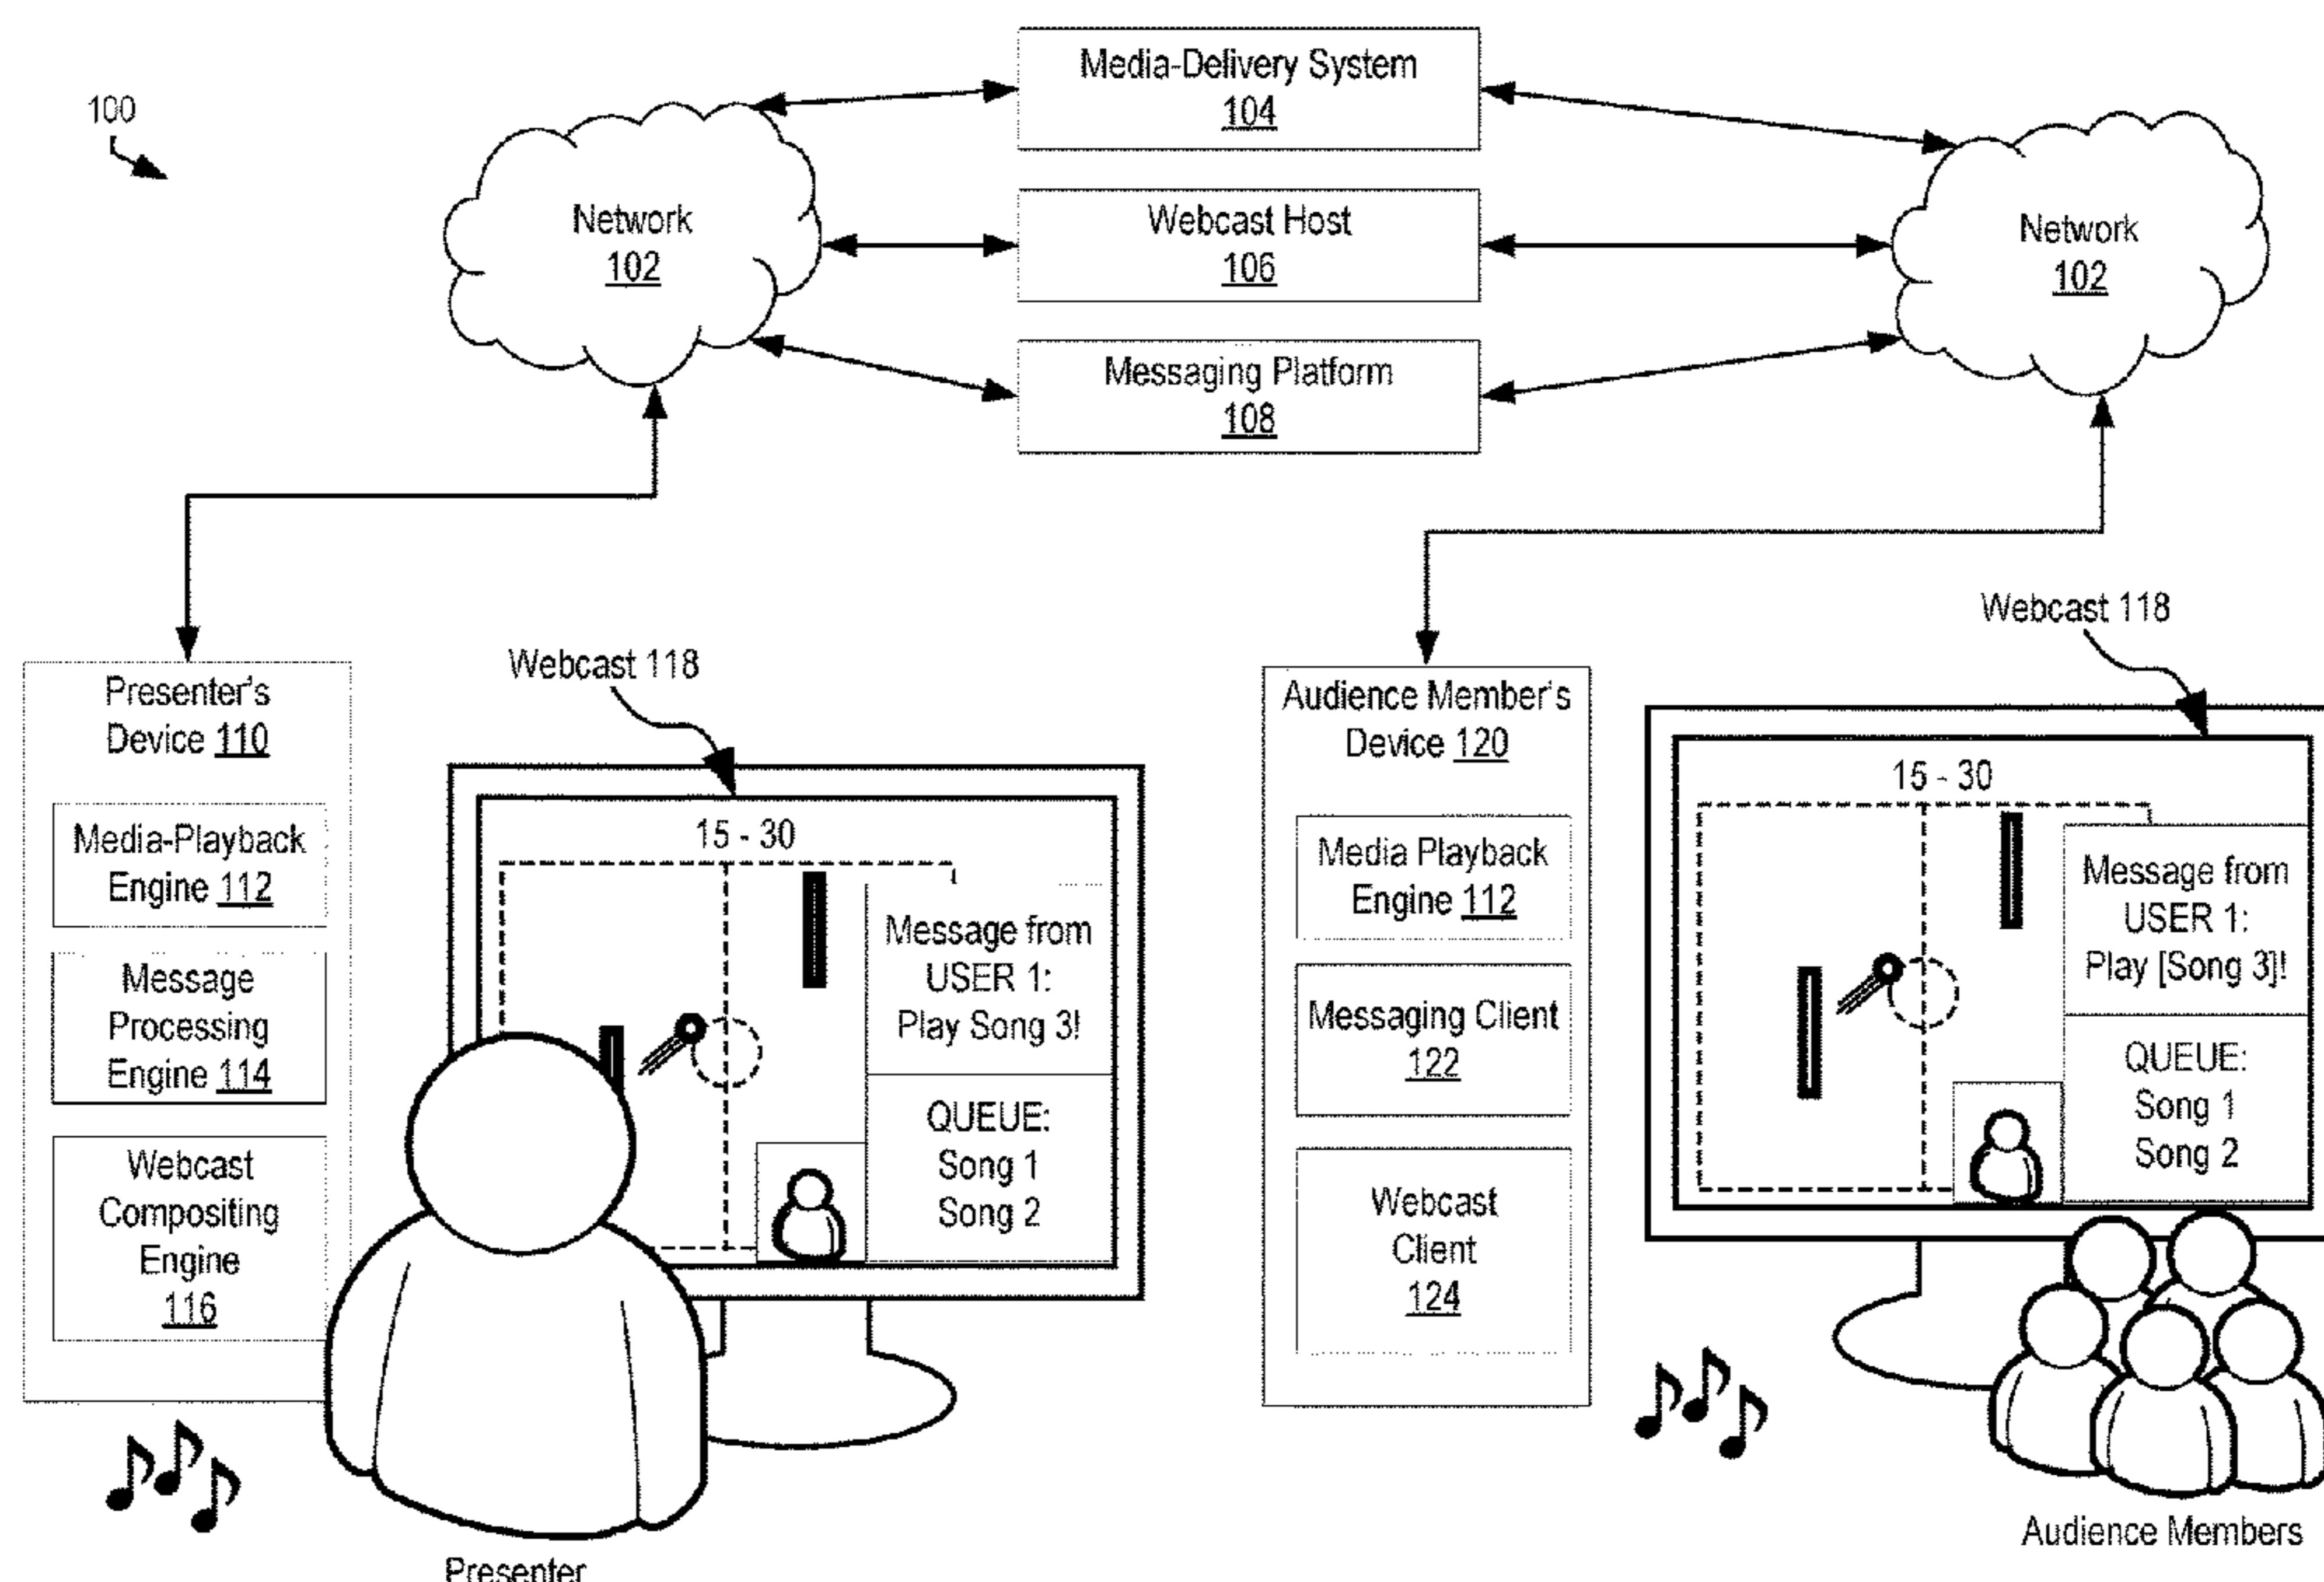 100
Media-Delivery System
104
Network
102
Webcast Host
106
Network
102
Messaging Platform
108
Webcast 118
Webcast 118
Presenter's
Device 110
Media-Playback
Engine 112
Message
Processing
Engine 114
Webcast
Compositing
Engine
116
15 - 30
Message from
USER 1:
Play Song 3!
QUEUE:
Song 1
Song 2
Presenter
Audience Member's
Device 120
Media Playback
Engine 112
Messaging Client
122
Webcast
Client
124
15 - 30
Message from
USER 1:
Play [Song 3]!
QUEUE:
Song 1
Song 2
Audience Members